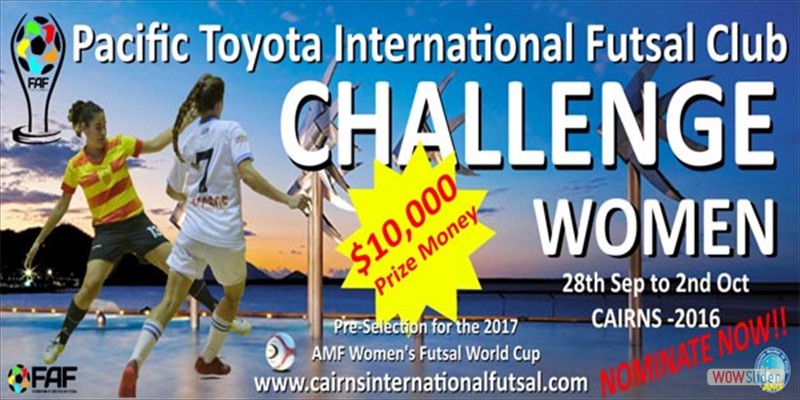 FAF
Pacific Toyota International Futsal Club
CHALLENGE
WOMEN
$10,000
Prize Money
7
28th Sep to 2nd Oct
CAIRNS -2016
NOMINATE NOW!!
Pre-Selection for the 2017
AMF Women's Futsal World Cup
www.cairnsinternationalfutsal.com
FAF
WOWSlider